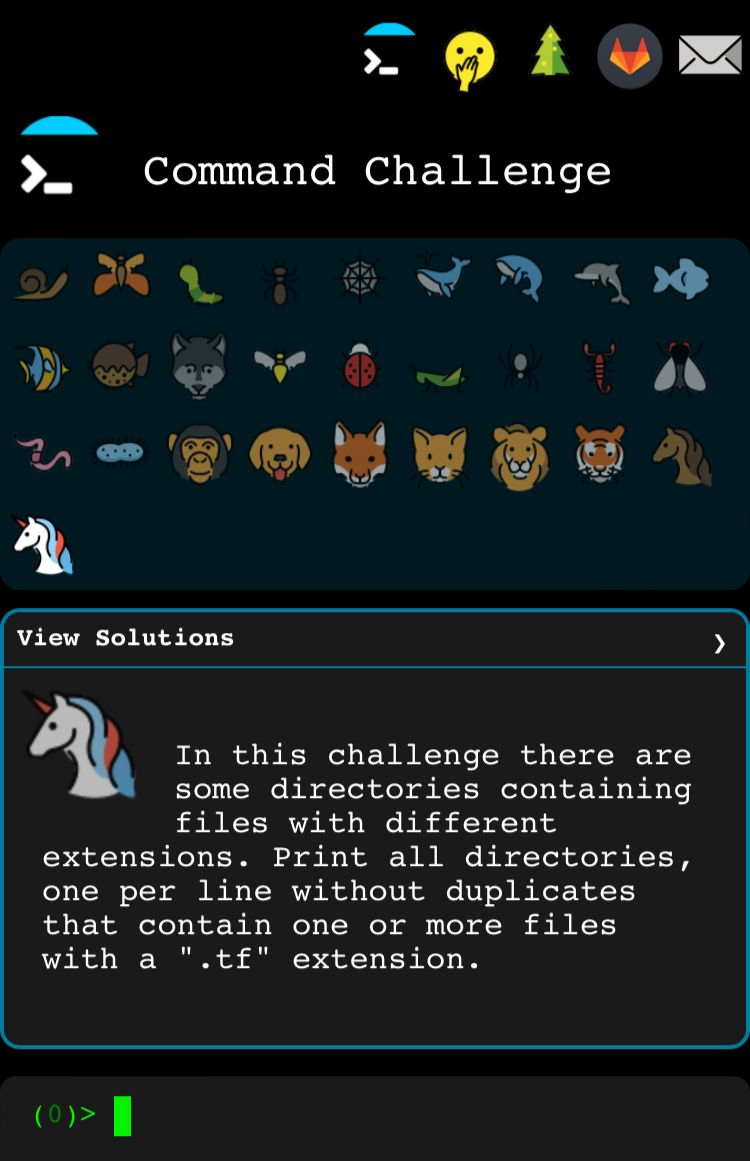 Command Challenge
View Solutions
In this challenge there are
some directories containing
files with different
extensions. Print all directories,
one per line without duplicates
that contain one or more files
with a ".tf" extension.
(0)>